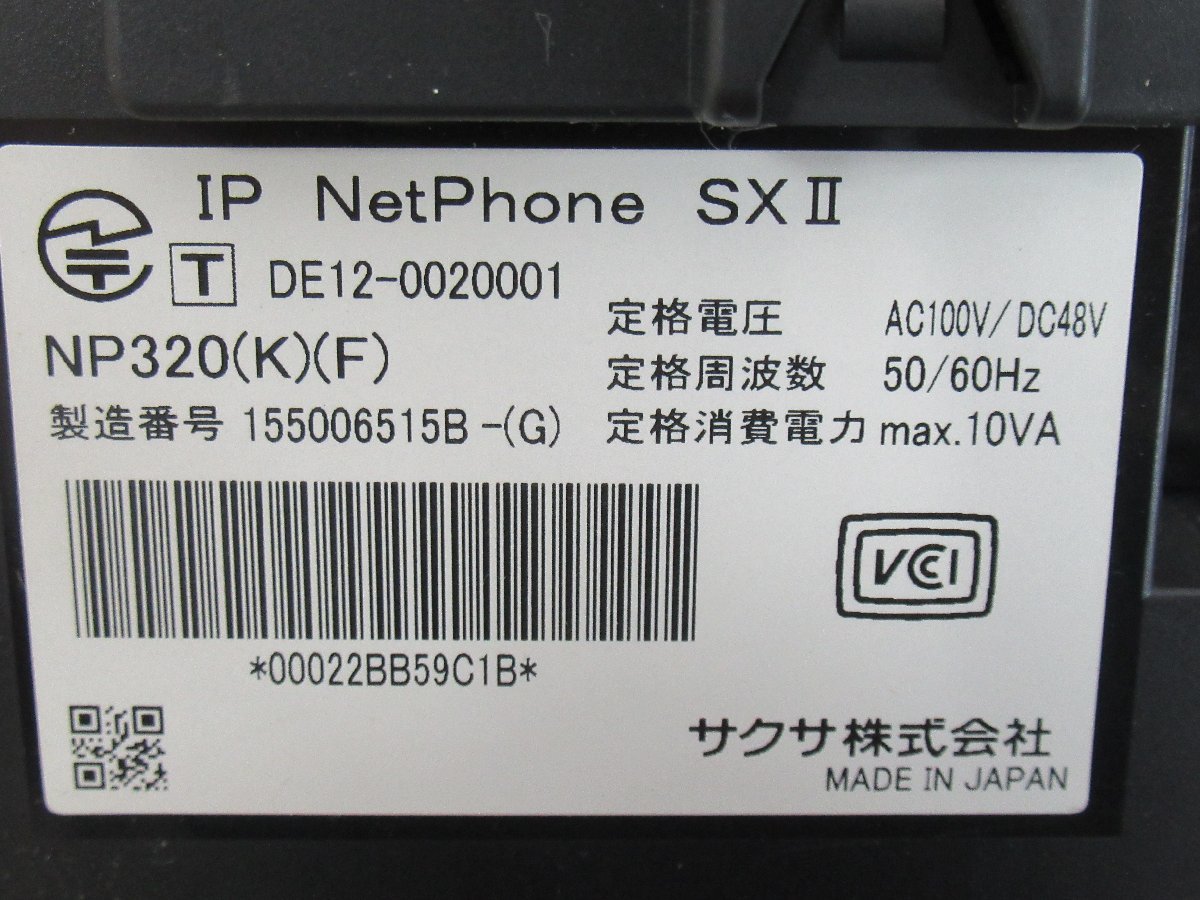 IP NetPhone SXⅡ
T DE12-0020001
NP320(K)(F)
製造番号 155006515B-(G)
定格電圧 AC100V/DC48V
定格周波数 50/60Hz
定格消費電力 max.10VA
VCCI
*00022BB59C1B*
サクサ株式会社
MADE IN JAPAN